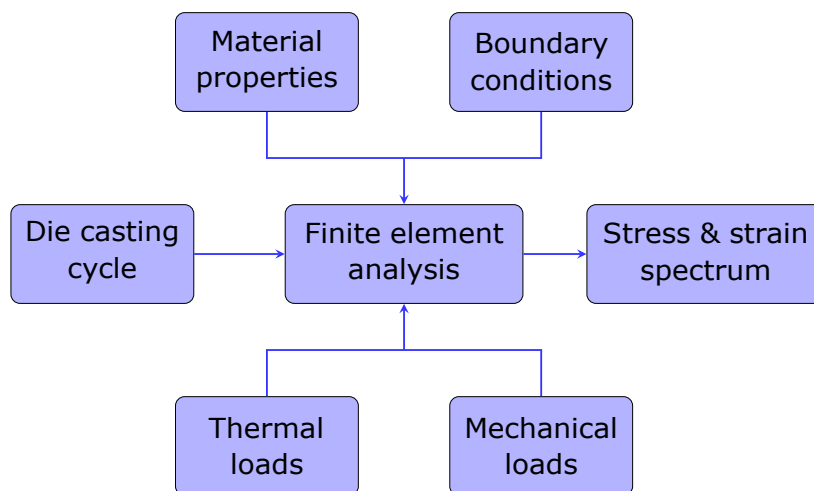 Material
properties
Boundary
conditions
Die casting
cycle
Finite element
analysis
Stress & strain
spectrum
Thermal
loads
Mechanical
loads